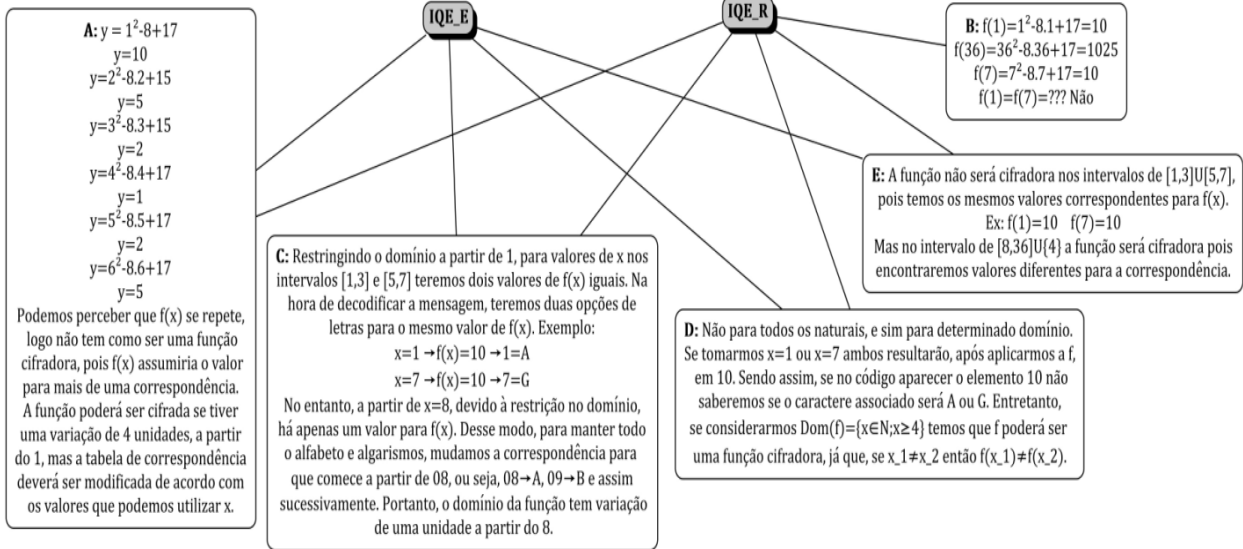 IQE_E
IQE_R
A: y = 1²-8+17
y=10
y=2²-8.2+15
y=5
y=3²-8.3+15
y=2
y=4²-8.4+17
y=1
y=5²-8.5+17
y=2
y=6²-8.6+17
y=5
Podemos perceber que f(x) se repete,
logo não tem como ser uma função
cifradora, pois f(x) assumiria o valor
para mais de uma correspondência.
A função poderá ser cifrada se tiver
uma variação de 4 unidades, a partir
do 1, mas a tabela de correspondência
deverá ser modificada de acordo com
os valores que podemos utilizar x.
B: f(1)=1²-8.1+17=10
f(36)=36²-8.36+17=1025
f(7)=7²-8.7+17=10
f(1)=f(7)=??? Não
C: Restringindo o domínio a partir de 1, para valores de x nos
intervalos [1,3] e [5,7] teremos dois valores de f(x) iguais. Na
hora de decodificar a mensagem, teremos duas opções de
letras para o mesmo valor de f(x). Exemplo:
x=1→f(x)=10→1=A
x=7→f(x)=10→7=G
No entanto, a partir de x=8, devido à restrição no domínio,
há apenas um valor para f(x). Desse modo, para manter todo
o alfabeto e algarismos, mudamos a correspondência para
que comece a partir de 08, ou seja, 08→A, 09→B e assim
sucessivamente. Portanto, o domínio da função tem variação
de uma unidade a partir do 8.
E: A função não será cifradora nos intervalos de [1,3]U[5,7],
pois temos os mesmos valores correspondentes para f(x).
Ex: f(1)=10 f(7)=10
Mas no intervalo de [8,36]U{4} a função será cifradora pois
encontraremos valores diferentes para a correspondência.
D: Não para todos os naturais, e sim para determinado domínio.
Se tomarmos x=1 ou x=7 ambos resultarão, após aplicarmos a f,
em 10. Sendo assim, se no código aparecer o elemento 10 não
saberemos se o caractere associado será A ou G. Entretanto,
se considerarmos Dom(f)={x∈N;x≥4} temos que f poderá ser
uma função cifradora, já que, se x_1≠x_2 então f(x_1)≠f(x_2).